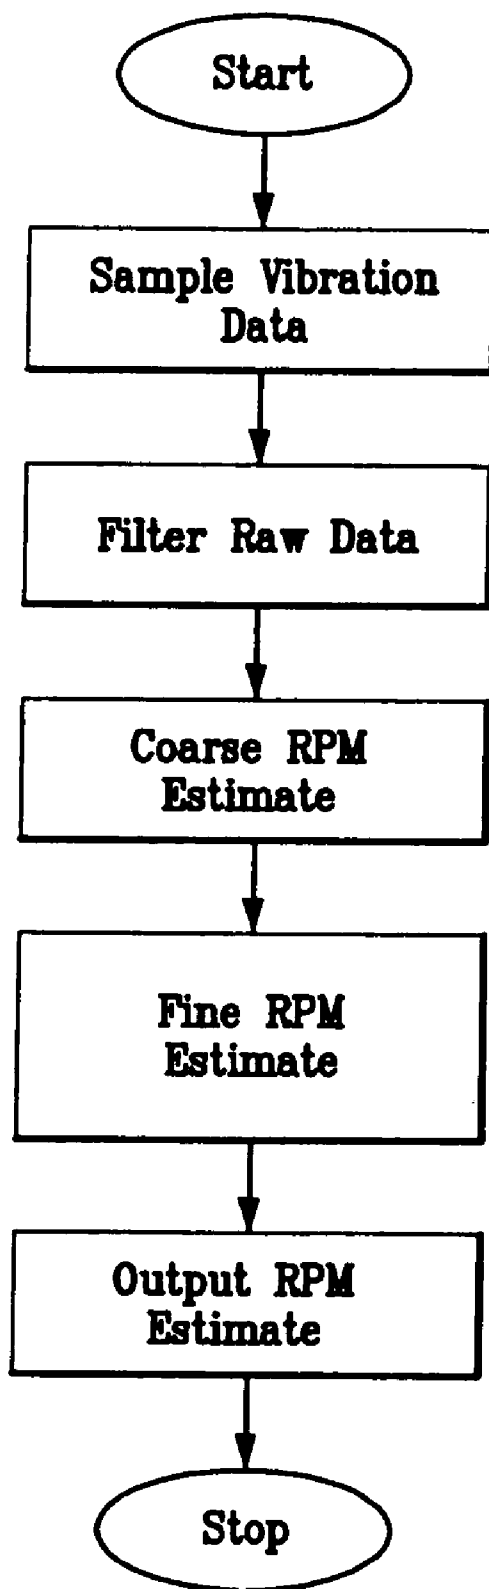 Start
Sample Vibration
Data
Filter Raw Data
Coarse RPM
Estimate
Fine RPM
Estimate
Output RPM
Estimate
Stop